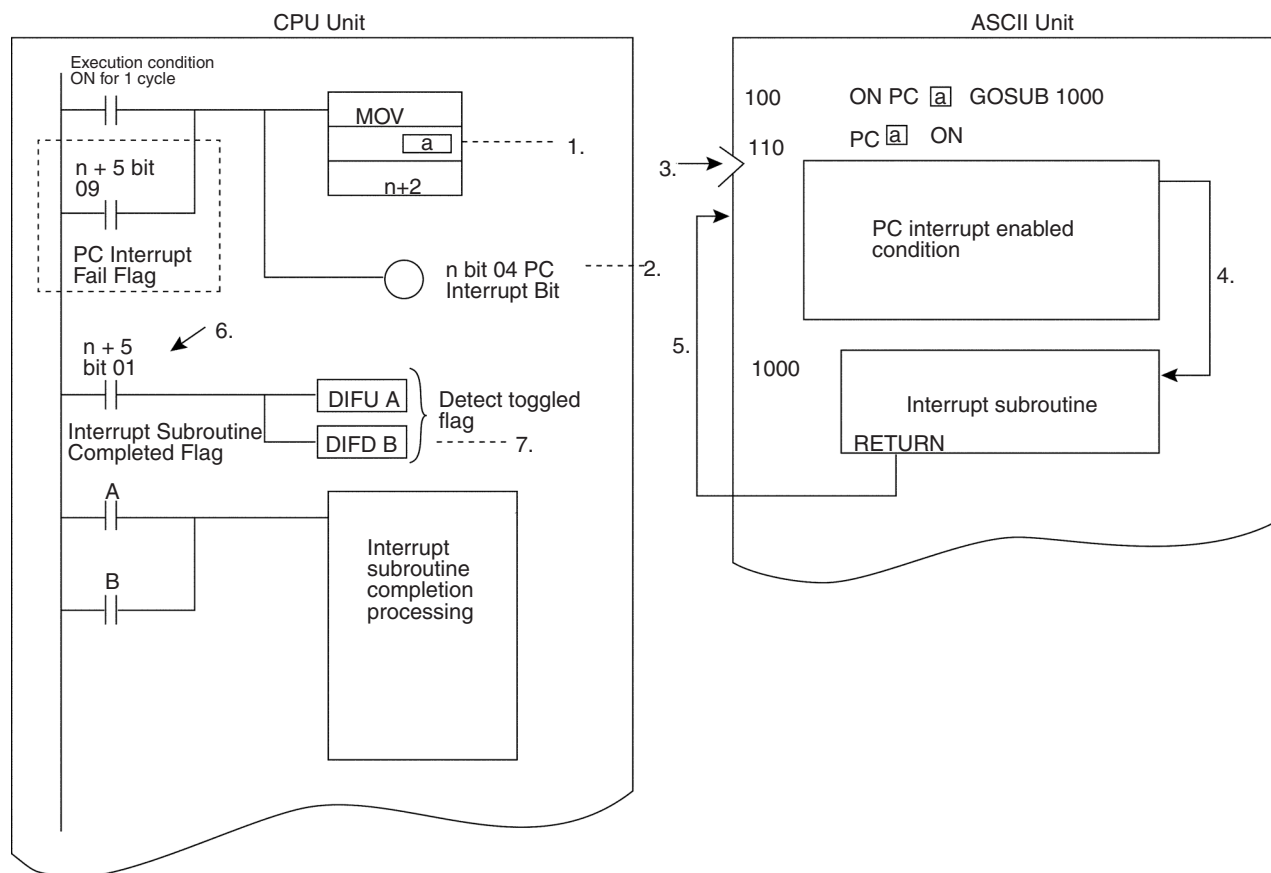 CPU Unit
Execution condition
ON for 1 cycle
MOV
a
1.
n+2
n + 5 bit
09
PC Interrupt
Fail Flag
n bit 04 PC
Interrupt Bit
2.
n + 5
bit 01
6.
Interrupt Subroutine
Completed Flag
DIFU A
DIFD B
Detect toggled
flag
7.
A
B
Interrupt
subroutine
completion
processing
ASCII Unit
100 ON PC a GOSUB 1000
110 PC a ON
3.
PC interrupt enabled
condition
4.
5.
1000
Interrupt subroutine
RETURN